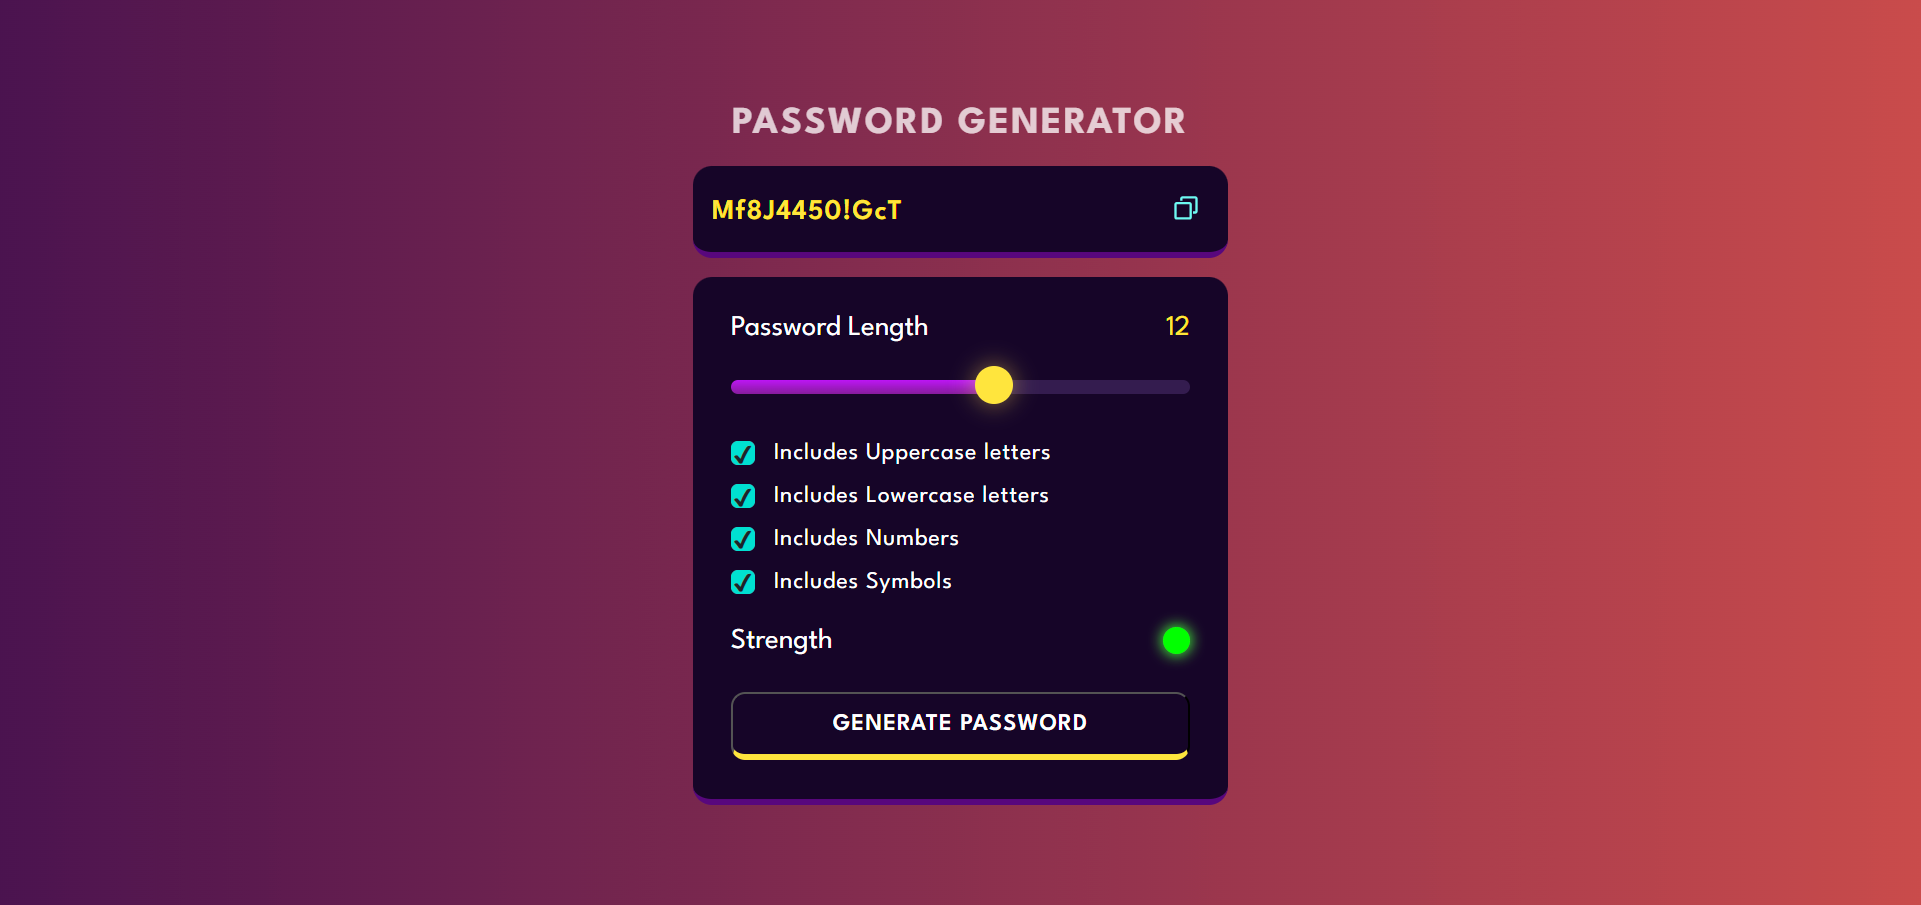 PASSWORD GENERATOR
Mf8J4450!GcT
Password Length 12
Includes Uppercase letters
Includes Lowercase letters
Includes Numbers
Includes Symbols
Strength
GENERATE PASSWORD